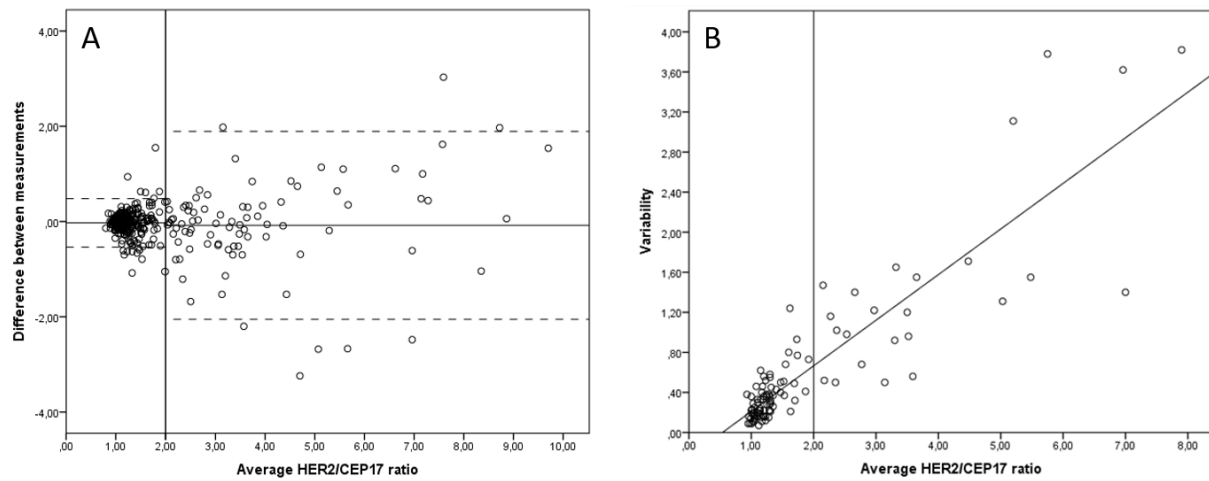 A
4,00
2,00
,00
-2,00
-4,00
Difference between measurements
,00 1,00 2,00 3,00 4,00 5,00 6,00 7,00 8,00 9,00 10,00
Average HER2/CEP17 ratio
B
4,00
3,60
3,20
2,80
2,40
2,00
1,60
1,20
,80
,40
,00
Variability
,00 1,00 2,00 3,00 4,00 5,00 6,00 7,00 8,00
Average HER2/CEP17 ratio